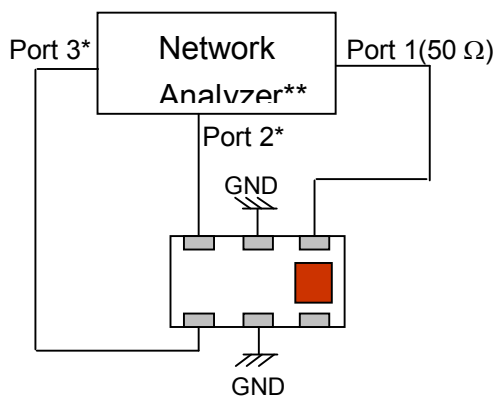 Port 3*
Network
Port 1(50 Ω)
Analyzer**
Port 2*
GND
GND